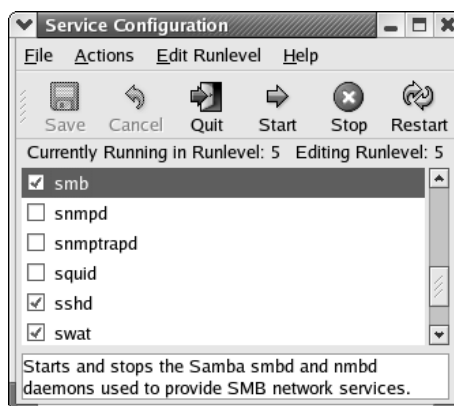 Service Configuration
File Actions Edit Runlevel Help
Save Cancel Quit Start Stop Restart
Currently Running in Runlevel: 5 Editing Runlevel: 5
smb
snmpd
snmptrapd
squid
sshd
swat
Starts and stops the Samba smbd and nmbd
daemons used to provide SMB network services.